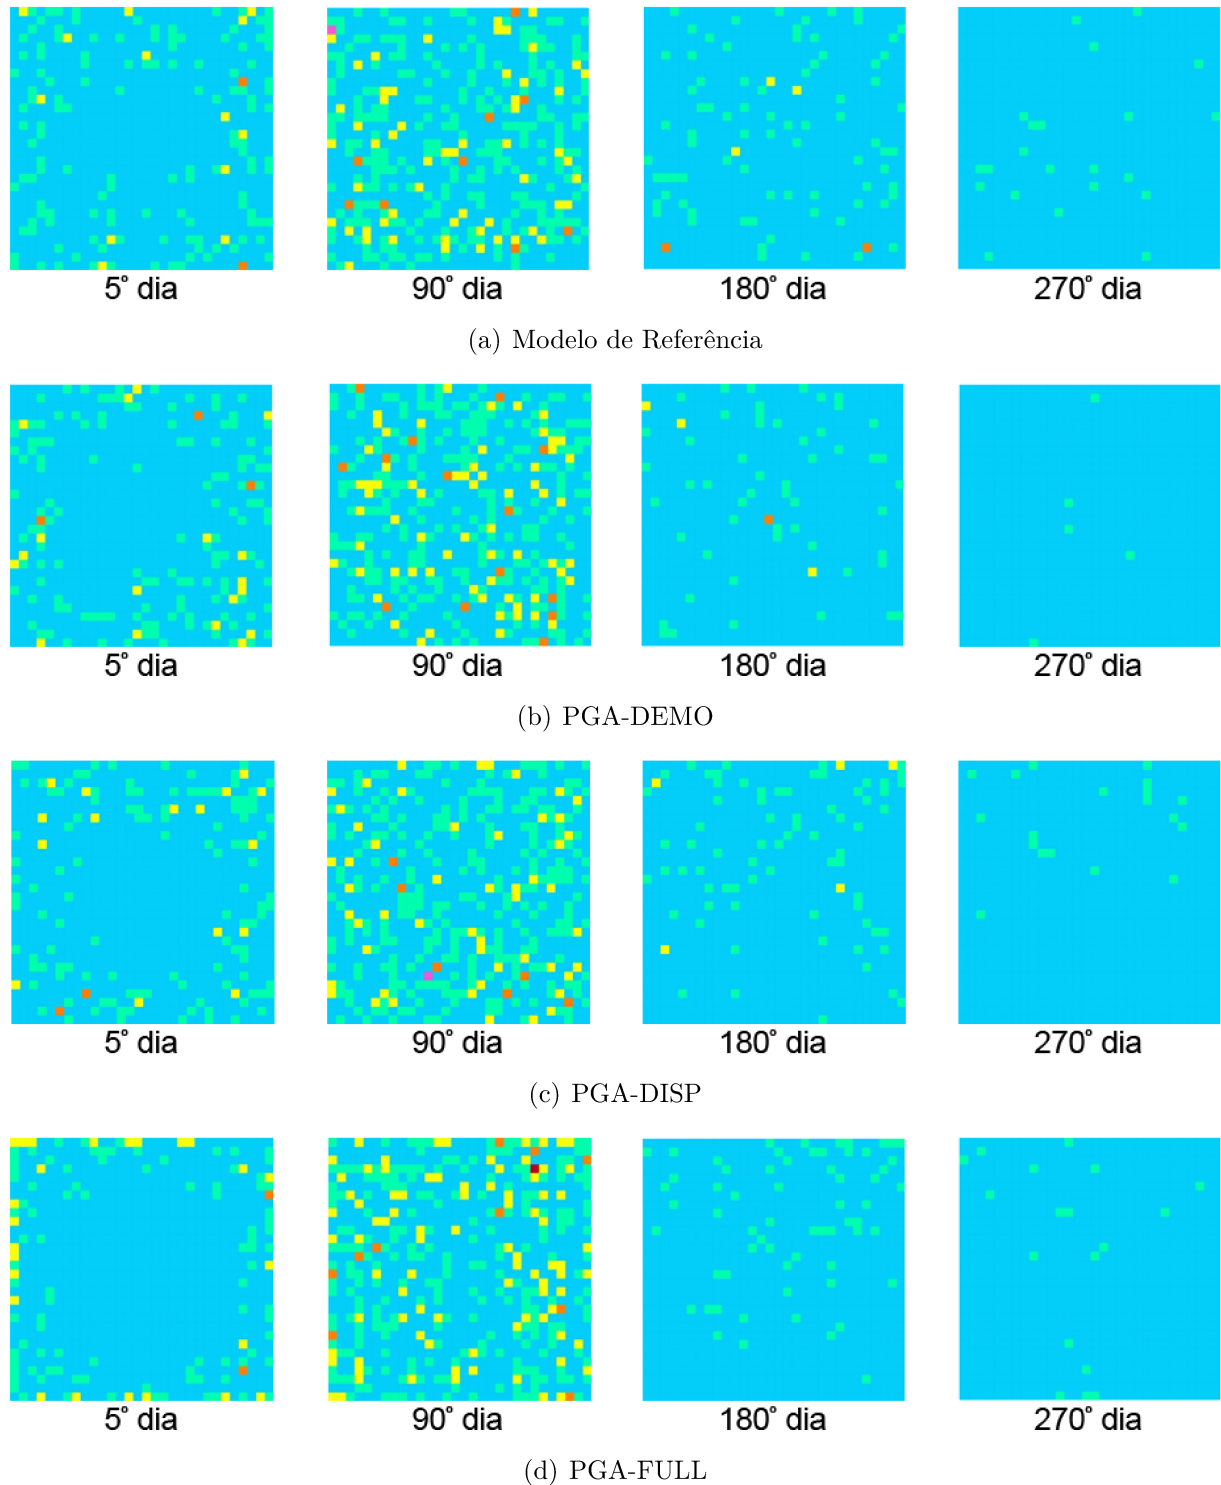 5° dia 90° dia 180° dia 270° dia
(a) Modelo de Referência
5° dia 90° dia 180° dia 270° dia
(b) PGA-DEMO
5° dia 90° dia 180° dia 270° dia
(c) PGA-DISP
5° dia 90° dia 180° dia 270° dia
(d) PGA-FULL